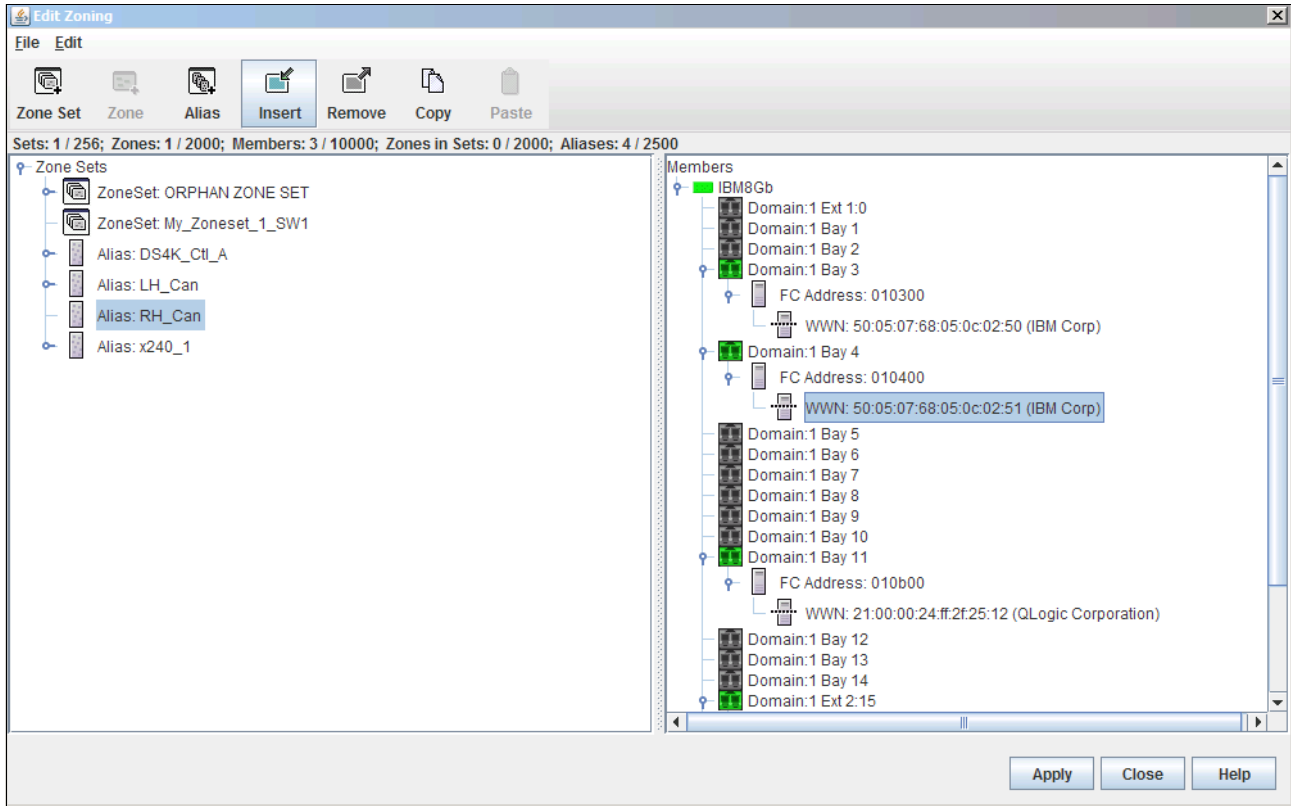 Edit Zoning
File Edit
Zone Set Zone Alias Insert Remove Copy Paste
Sets: 1 / 256; Zones: 1 / 2000; Members: 3 / 10000; Zones in Sets: 0 / 2000; Aliases: 4 / 2500
Zone Sets
ZoneSet: ORPHAN ZONE SET
ZoneSet: My_Zoneset_1_SW1
Alias: DS4K_Ctl_A
Alias: LH_Can
Alias: RH_Can
Alias: x240_1
Members
IBM8Gb
Domain:1 Ext 1:0
Domain:1 Bay 1
Domain:1 Bay 2
Domain:1 Bay 3
FC Address: 010300
WWN: 50:05:07:68:05:0c:02:50 (IBM Corp)
Domain:1 Bay 4
FC Address: 010400
WWN: 50:05:07:68:05:0c:02:51 (IBM Corp)
Domain:1 Bay 5
Domain:1 Bay 6
Domain:1 Bay 7
Domain:1 Bay 8
Domain:1 Bay 9
Domain:1 Bay 10
Domain:1 Bay 11
FC Address: 010b00
WWN: 21:00:00:24:ff:2f:25:12 (QLogic Corporation)
Domain:1 Bay 12
Domain:1 Bay 13
Domain:1 Bay 14
Domain:1 Ext 2:15
Apply Close Help